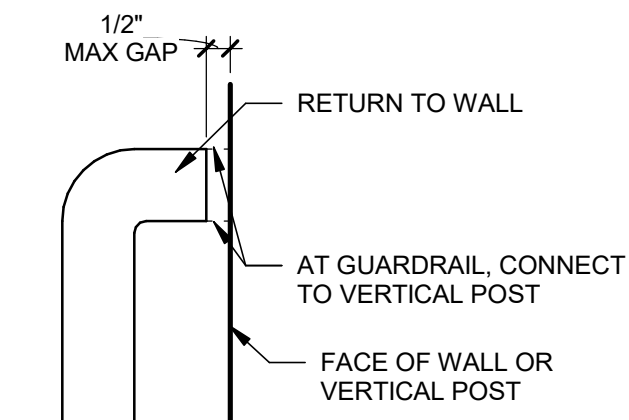 1/2"
MAX GAP
RETURN TO WALL
AT GUARDRAIL, CONNECT
TO VERTICAL POST
FACE OF WALL OR
VERTICAL POST